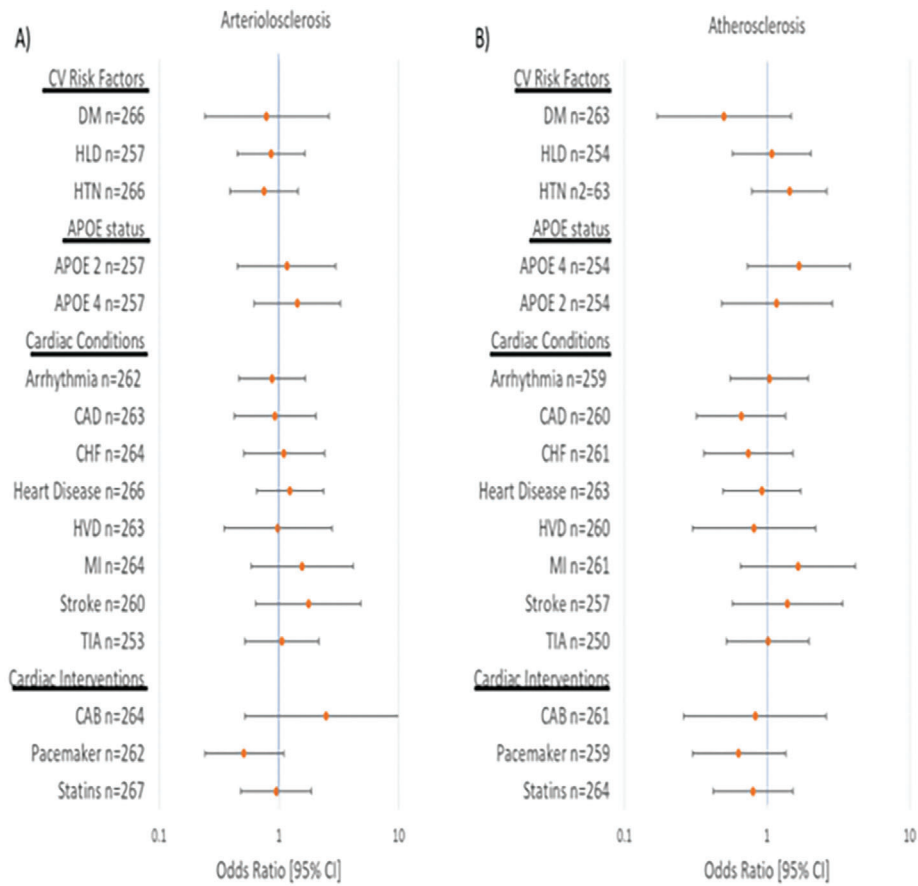 A)
Arteriolosclerosis
CV Risk Factors
DM n=266
HLD n=257
HTN n=266
APOE status
APOE 2 n=257
APOE 4 n=257
Cardiac Conditions
Arrhythmia n=262
CAD n=263
CHF n=264
Heart Disease n=266
HVD n=263
MI n=264
Stroke n=260
TIA n=253
Cardiac Interventions
CAB n=264
Pacemaker n=262
Statins n=267
0.1 1 10
Odds Ratio [95% CI]
B)
Atherosclerosis
CV Risk Factors
DM n=263
HLD n=254
HTN n2=63
APOE status
APOE 4 n=254
APOE 2 n=254
Cardiac Conditions
Arrhythmia n=259
CAD n=260
CHF n=261
Heart Disease n=263
HVD n=260
MI n=261
Stroke n=257
TIA n=250
Cardiac Interventions
CAB n=261
Pacemaker n=259
Statins n=264
0.1 1 10
Odds Ratio [95% CI]